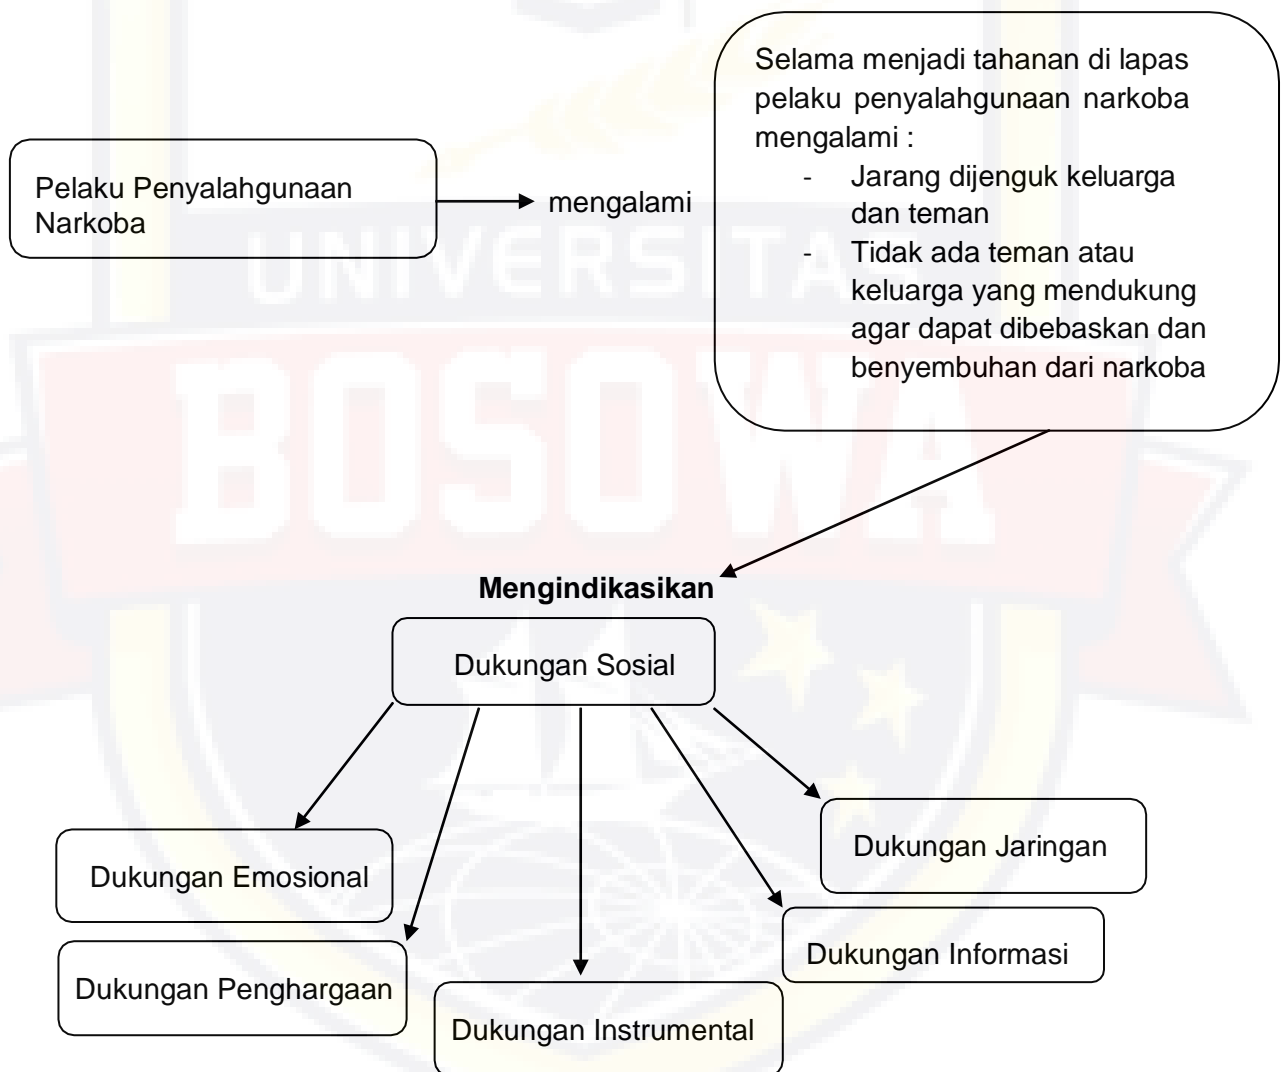 Selama menjadi tahanan di lapas
pelaku penyalahgunaan narkoba
mengalami :
- Jarang dijenguk keluarga
dan teman
- Tidak ada teman atau
keluarga yang mendukung
agar dapat dibebaskan dan
benyembuhan dari narkoba
Pelaku Penyalahgunaan
Narkoba
mengalami
UNIVERSITAS
BOSOWA
Mengindikasikan
Dukungan Sosial
Dukungan Emosional
Dukungan Penghargaan
Dukungan Instrumental
Dukungan Informasi
Dukungan Jaringan